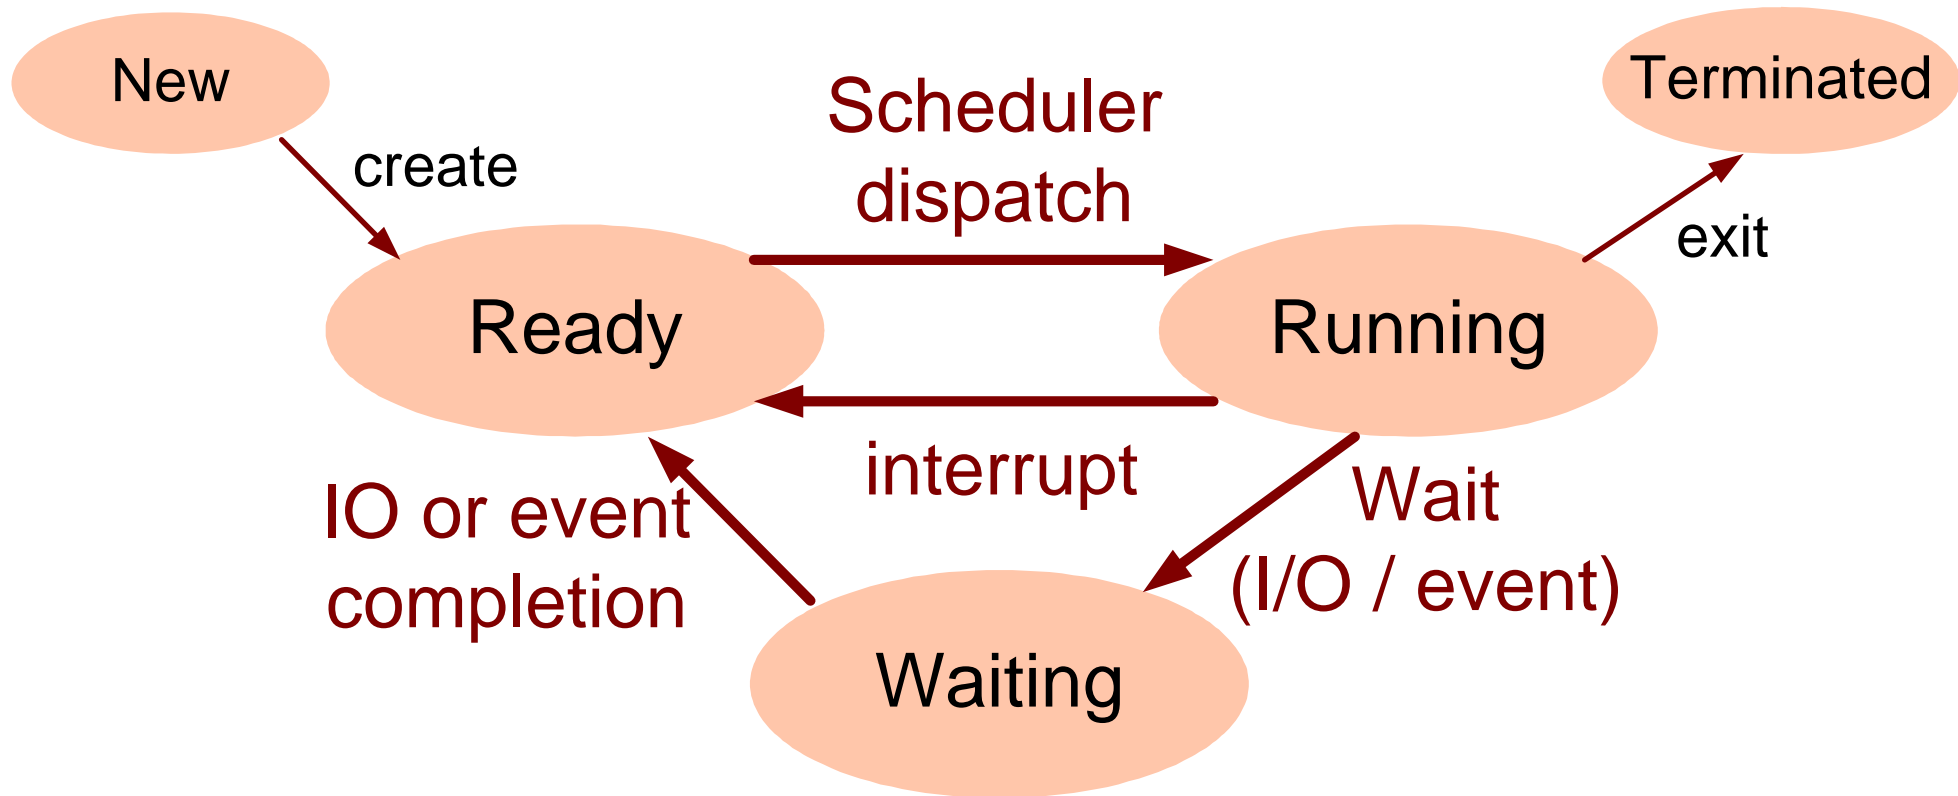 New
Terminated
Scheduler
dispatch
create
exit
Ready
Running
interrupt
IO or event
completion
Wait
(I/O / event)
Waiting